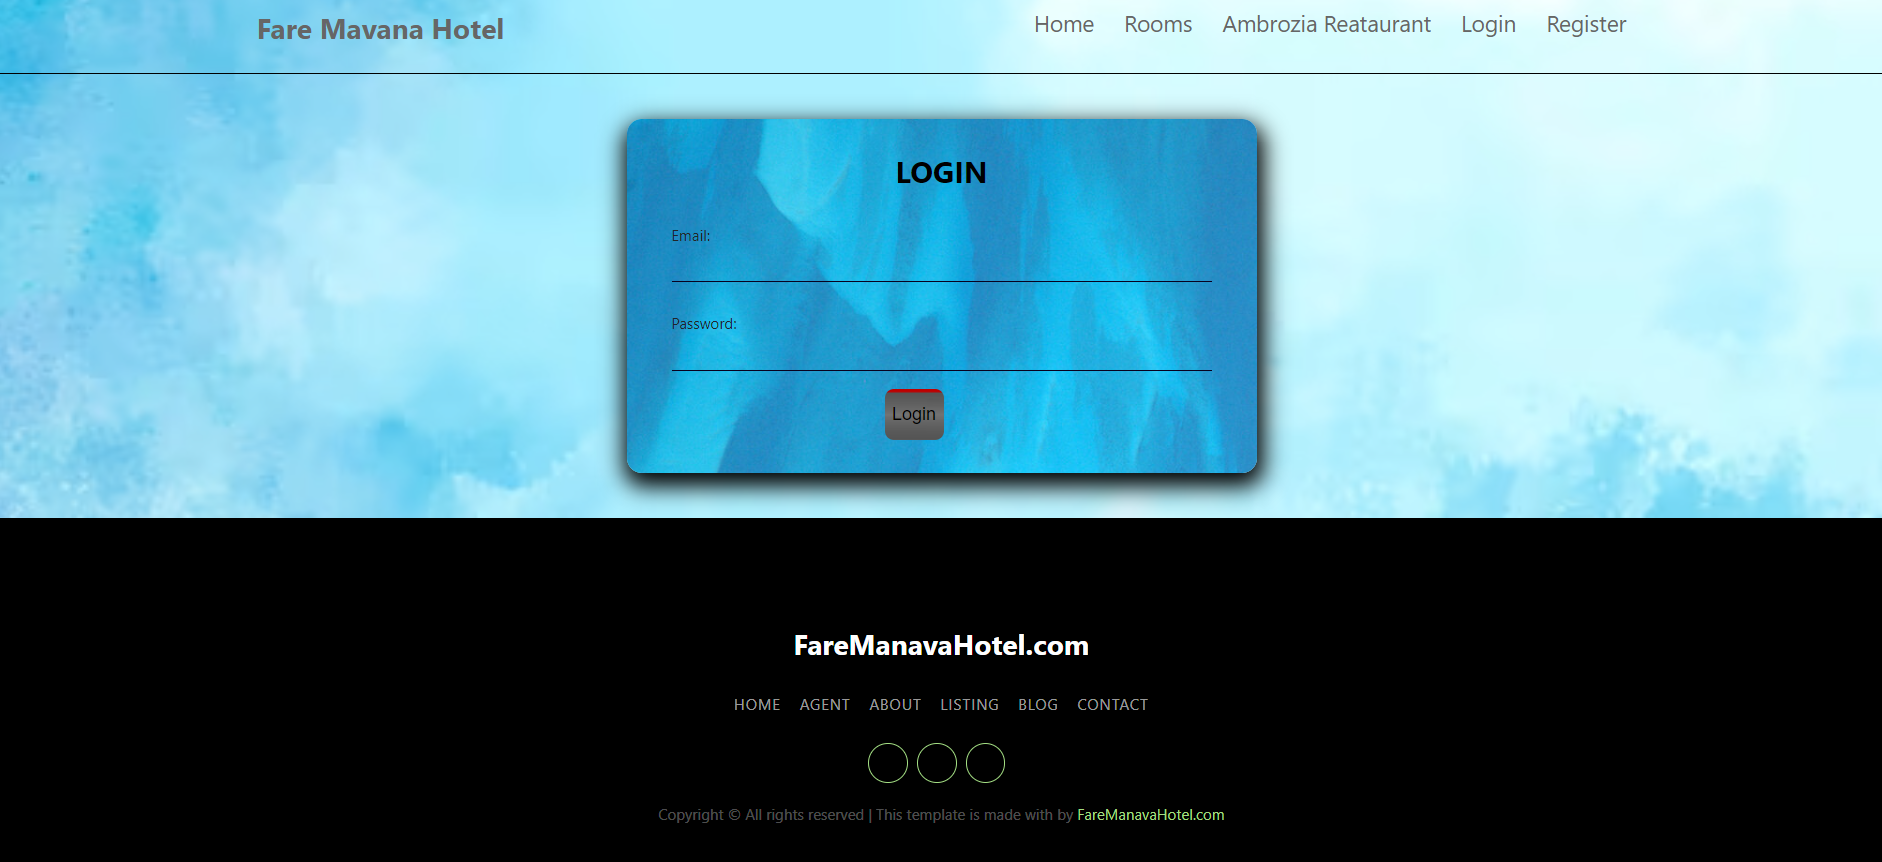 Fare Mavana Hotel
Home Rooms Ambrozia Reataurant Login Register
LOGIN
Email:
Password:
Login
FareManavaHotel.com
HOME AGENT ABOUT LISTING BLOG CONTACT
Copyright © All rights reserved | This template is made with by FareManavaHotel.com